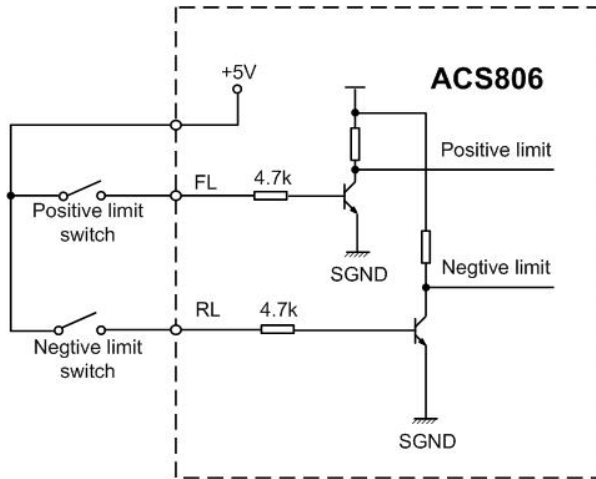 +5V
ACS806
Positive limit
FL
4.7k
Positive limit
switch
SGND
Negtive limit
RL
4.7k
Negtive limit
switch
SGND